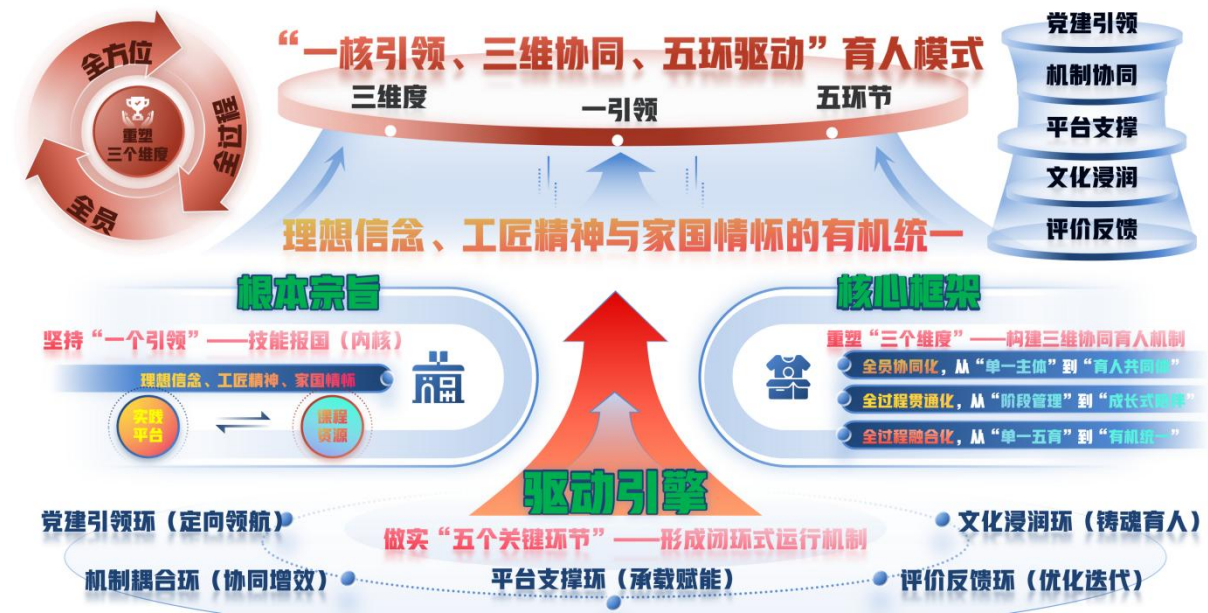 “一核引领、三维协同、五环驱动”育人模式
三维度
一引领
五环节
全方位
全过程
全员
重塑
三个维度
党建引领
机制协同
平台支撑
文化浸润
评价反馈
理想信念、工匠精神与家国情怀的有机统一
根本宗旨
坚持“一个引领”——技能报国（内核）
理想信念、工匠精神、家国情怀
实践
平台
课程
资源
核心框架
重塑“三个维度”——构建三维协同育人机制
全员协同化，从“单一主体”到“育人共同体”
全过程贯通化，从“阶段管理”到“成长式陪伴”
全过程融合化，从“单一五育”到“有机统一”
驱动引擎
做实“五个关键环节”——形成闭环式运行机制
党建引领环（定向领航）
机制耦合环（协同增效）
平台支撑环（承载赋能）
评价反馈环（优化迭代）
文化浸润环（铸魂育人）